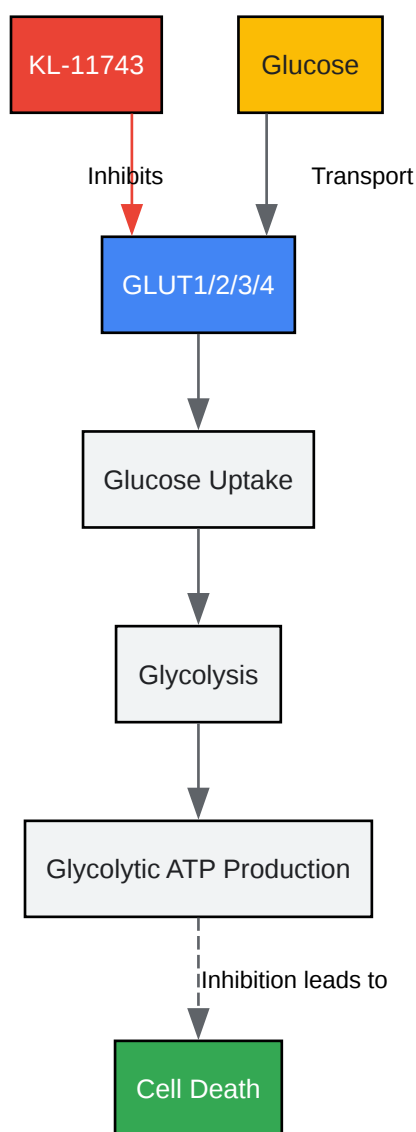 KL-11743
Glucose
Inhibits
Transport
GLUT1/2/3/4
Glucose Uptake
Glycolysis
Glycolytic ATP Production
Inhibition leads to
Cell Death